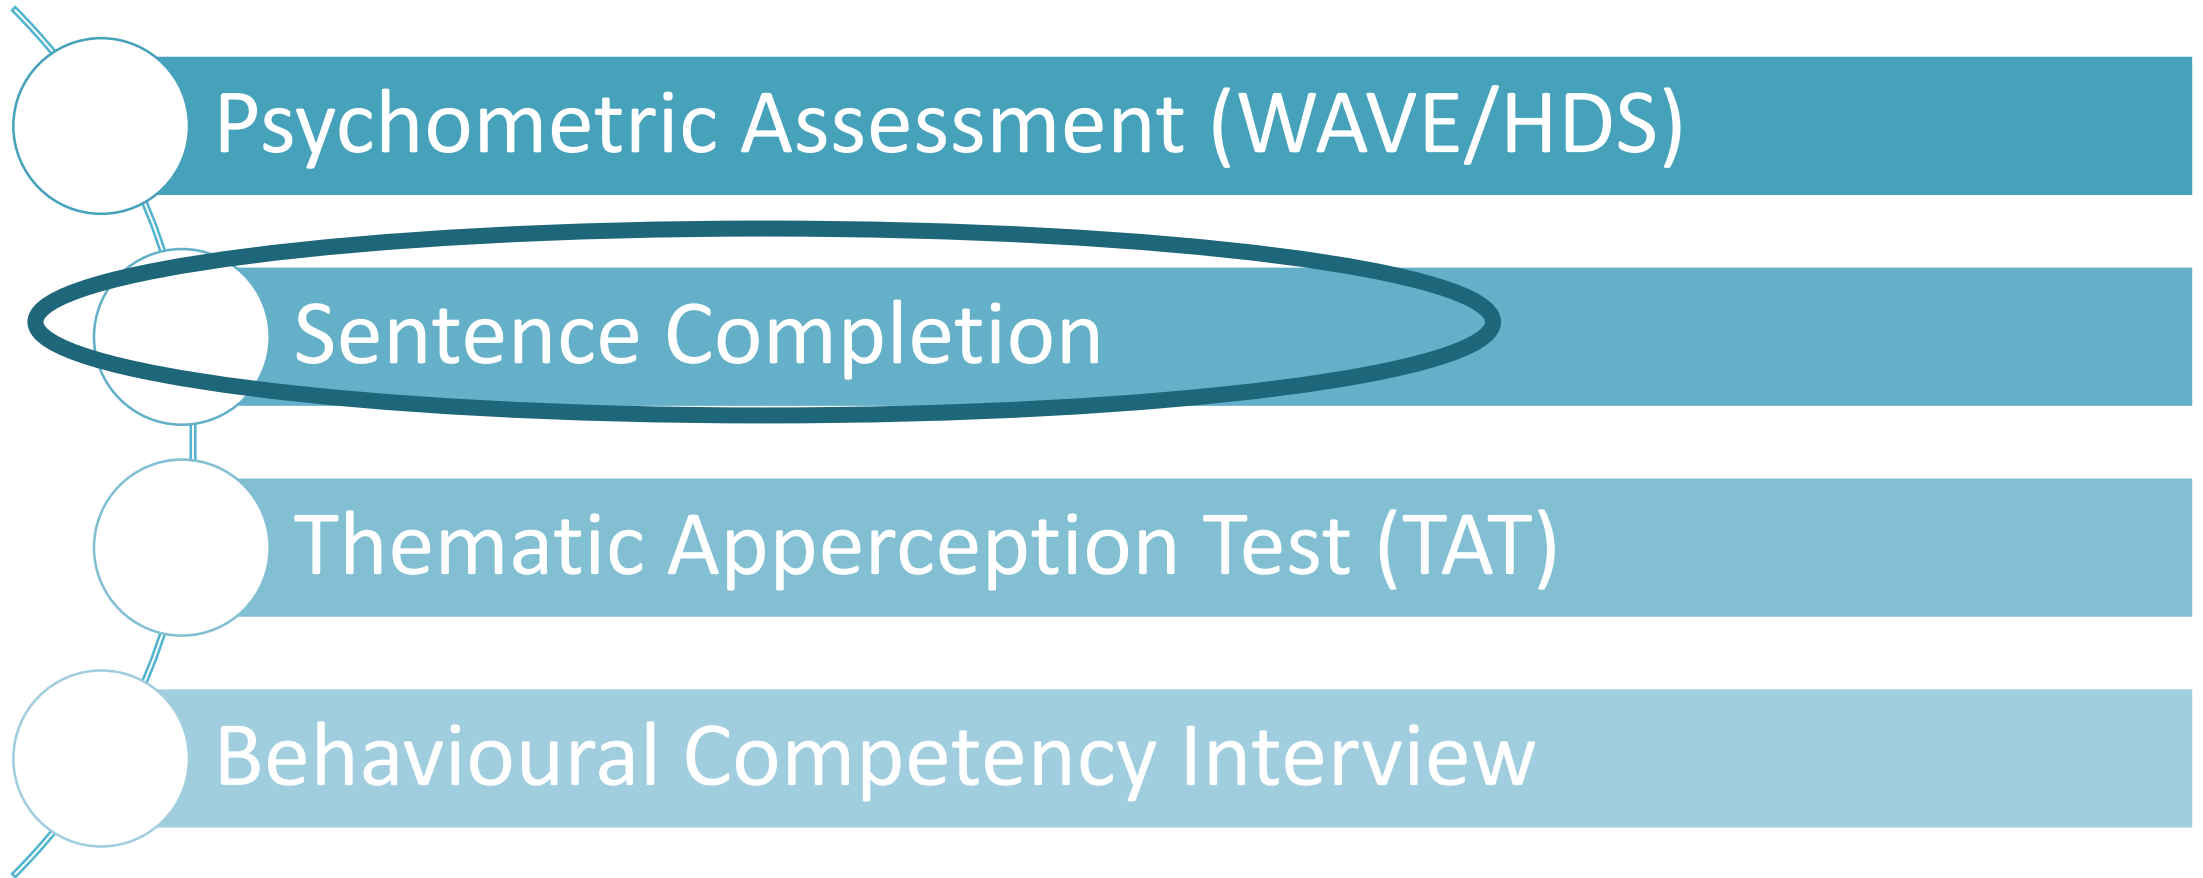 Psychometric Assessment (WAVE/HDS)
Sentence Completion
Thematic Apperception Test (TAT)
Behavioural Competency Interview